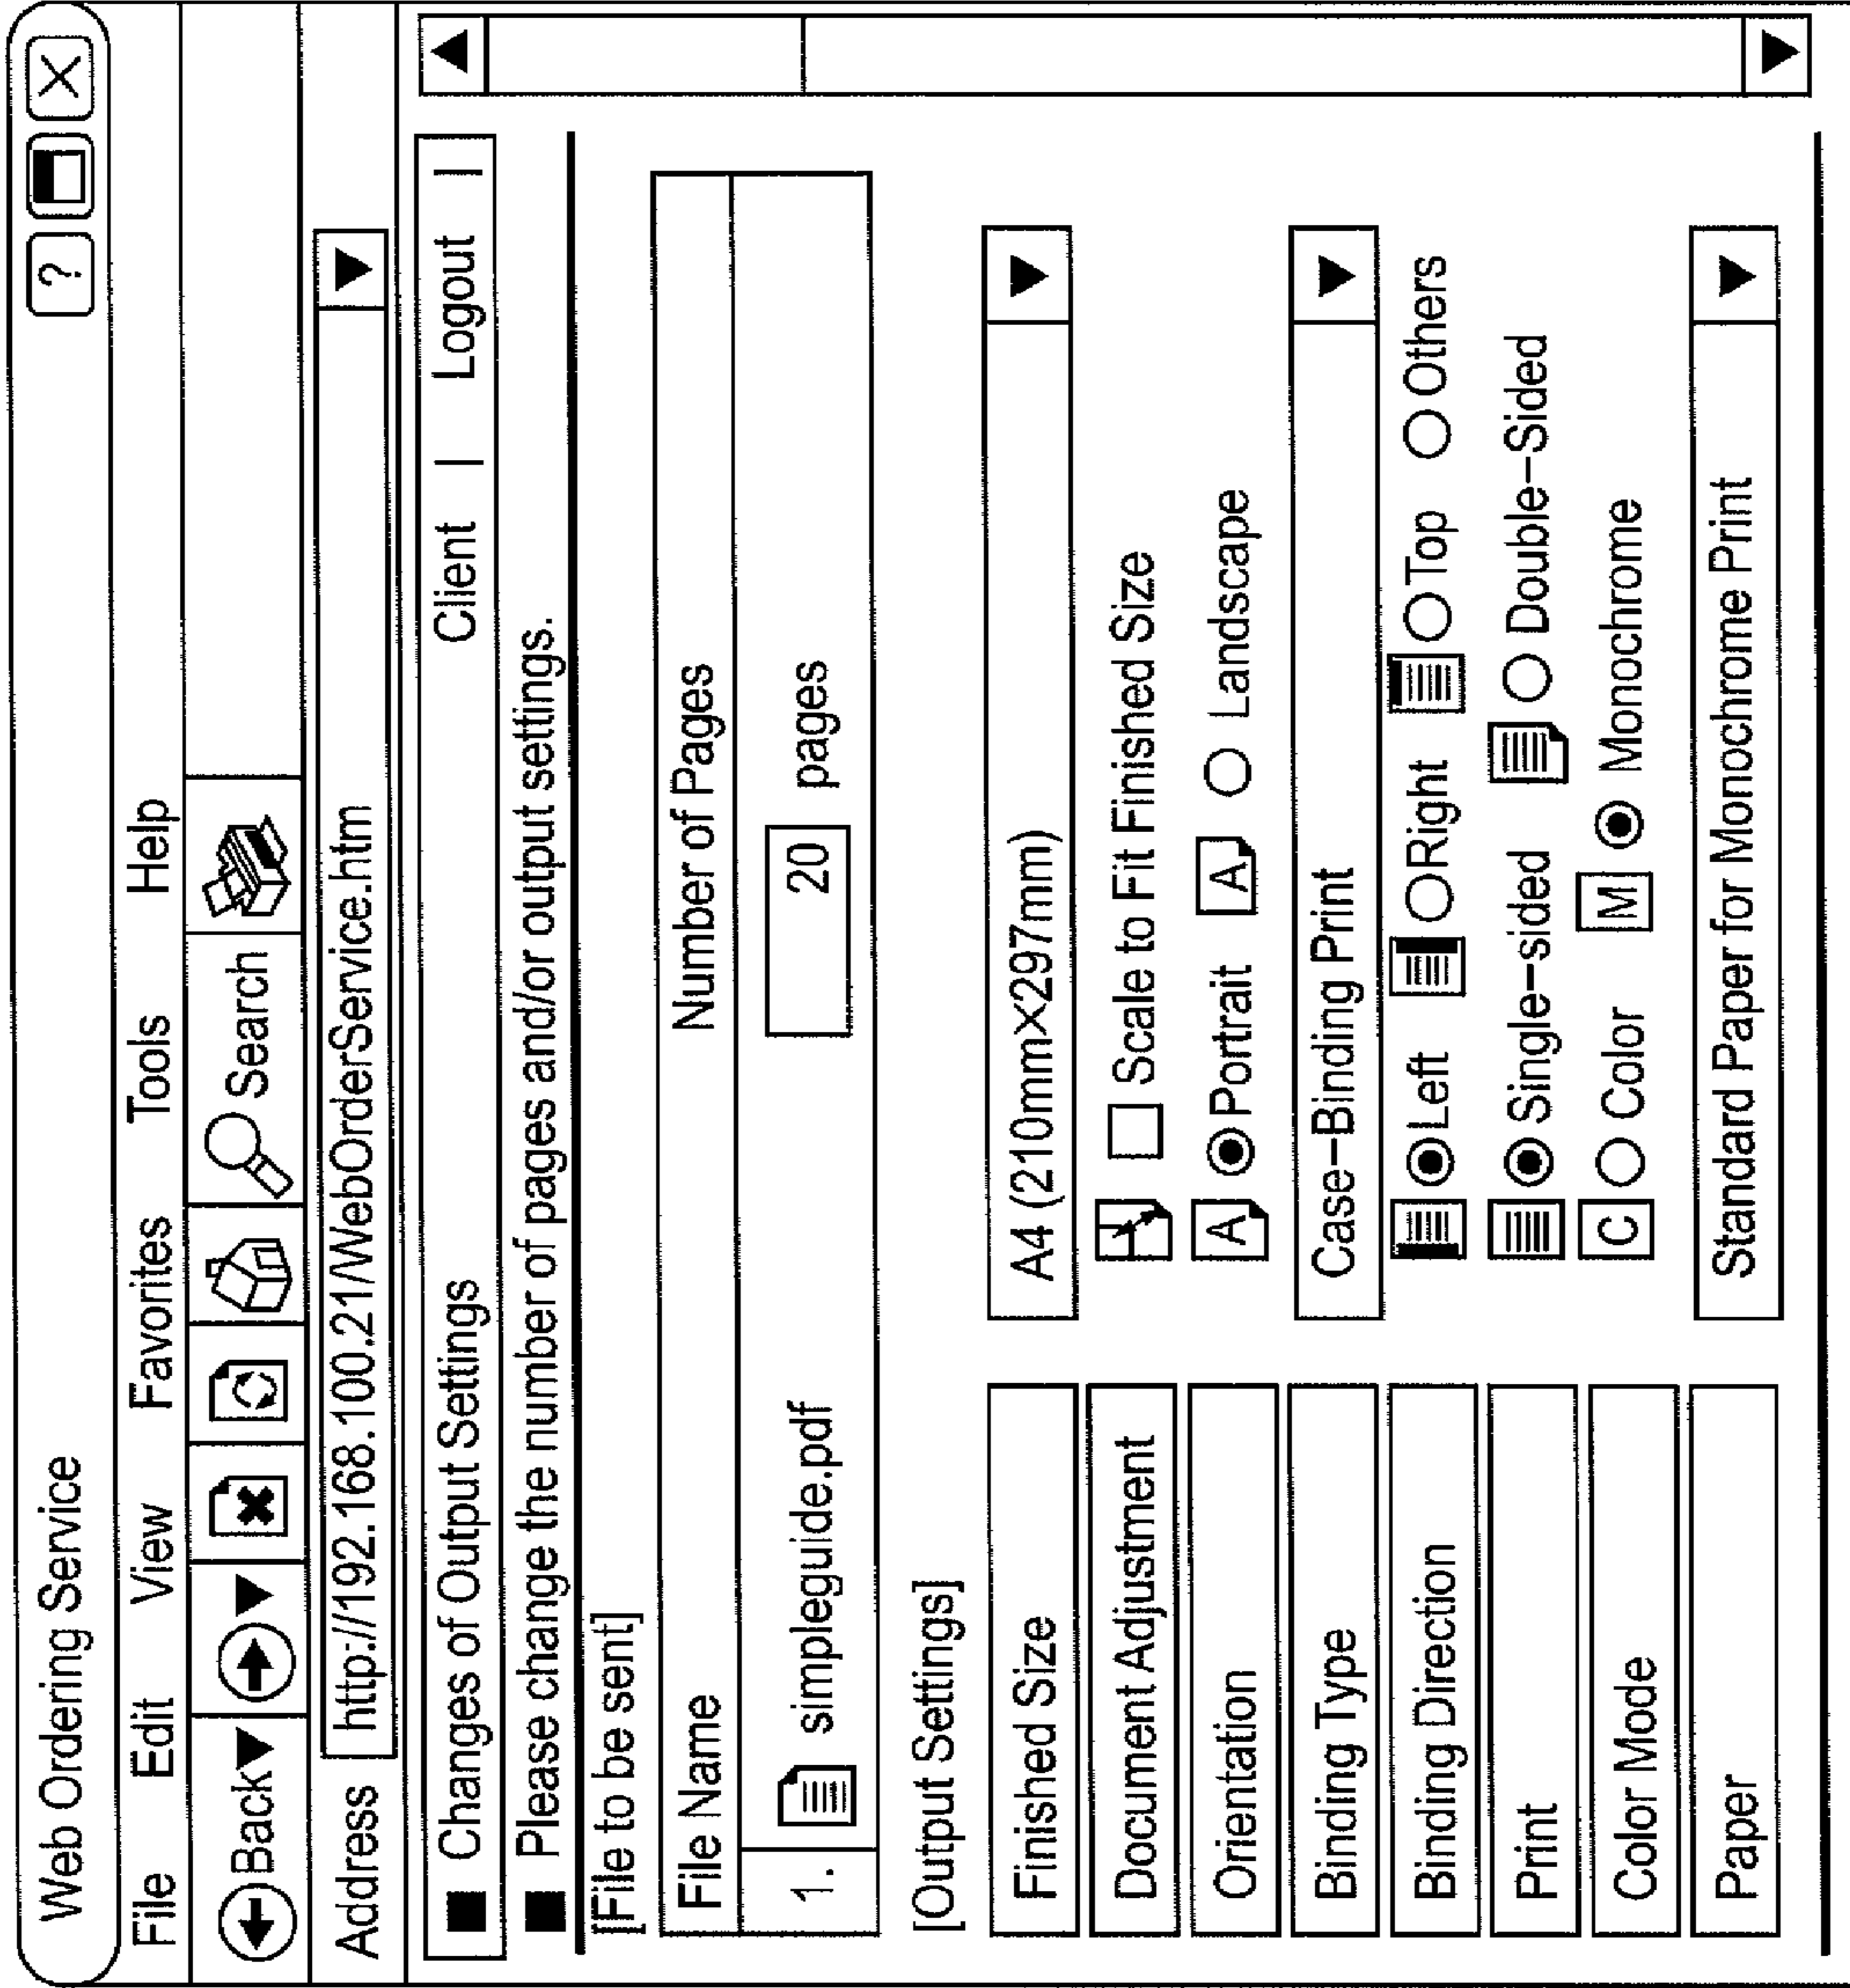 Web Ordering Service
?
File Edit View Favorites Tools Help
Back Search
Address http://192.168.100.21/WebOrderService.htm
Changes of Output Settings Client | Logout |
Please change the number of pages and/or output settings.
[File to be sent]
File Name Number of Pages
1. simpleguide.pdf 20 pages
[Output Settings]
Finished Size A4 (210mm×297mm)
Document Adjustment Scale to Fit Finished Size
Orientation A Portrait A Landscape
Binding Type Case-Binding Print
Binding Direction Left Right Top Others
Print Single-sided Double-Sided
Color Mode C Color M Monochrome
Paper Standard Paper for Monochrome Print